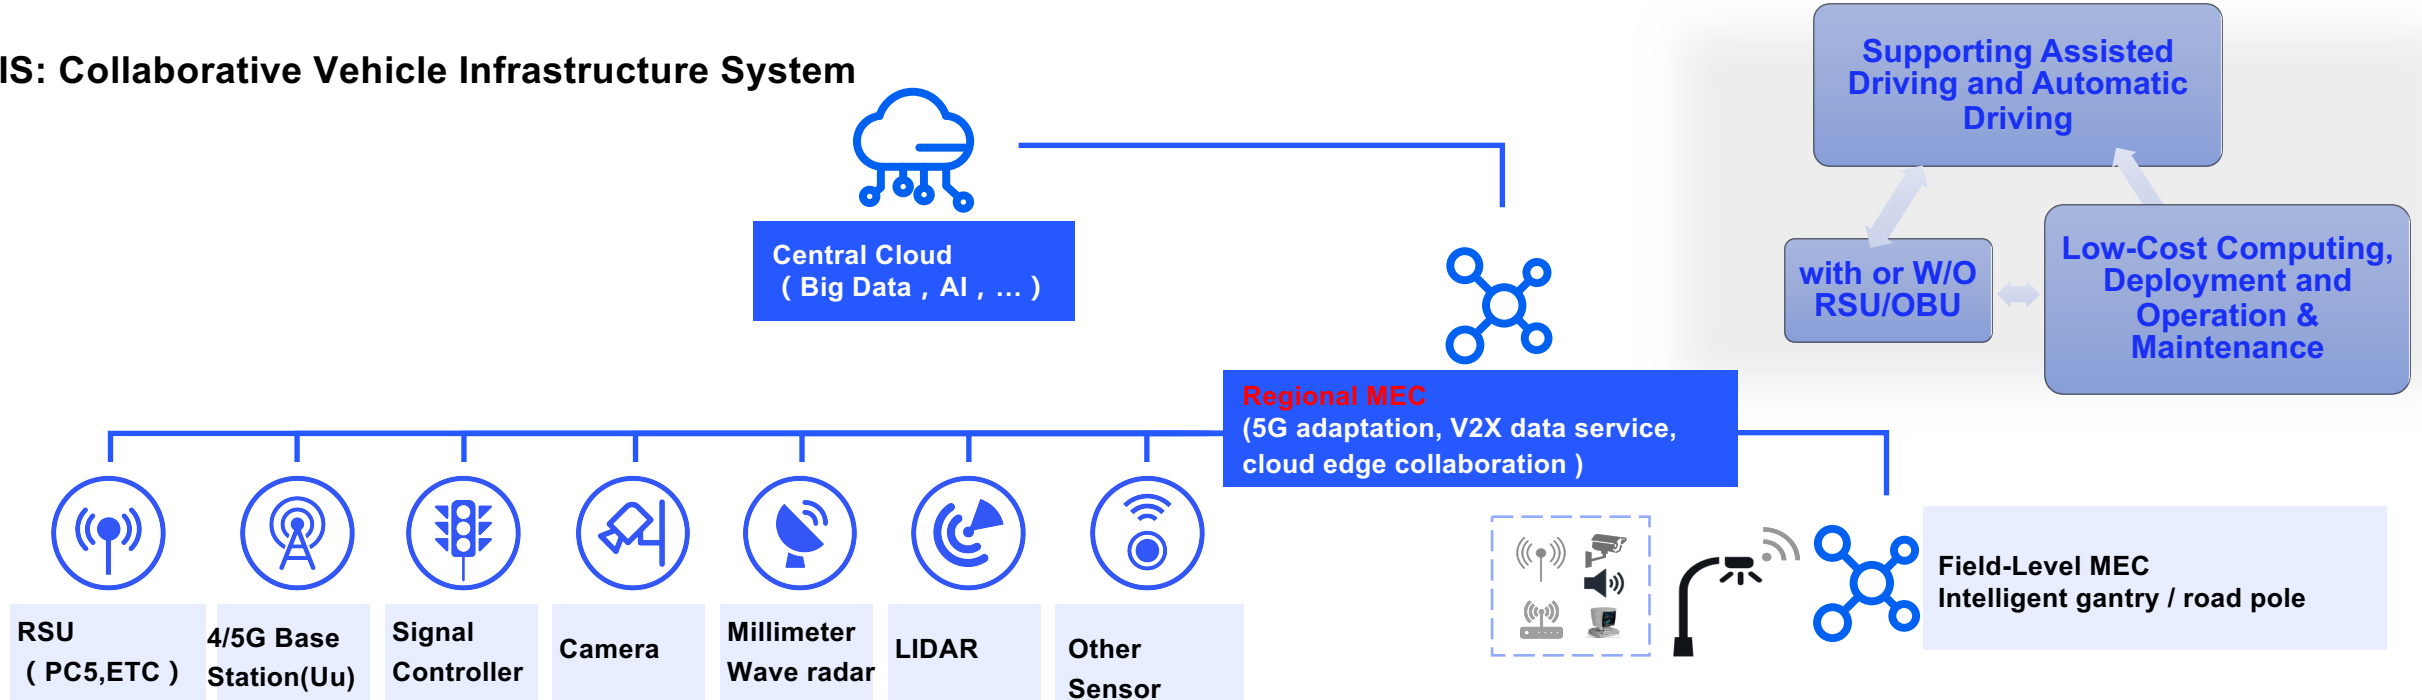 IS: Collaborative Vehicle Infrastructure System
Supporting Assisted
Driving and Automatic
Driving
with or W/O
RSU/OBU
Low-Cost Computing,
Deployment and
Operation &
Maintenance
Central Cloud
（Big Data，AI，…）
Regional MEC
(5G adaptation, V2X data service,
cloud edge collaboration）
Field-Level MEC
Intelligent gantry / road pole
RSU
（PC5,ETC）
4/5G Base
Station(Uu)
Signal
Controller
Camera
Millimeter
Wave radar
LIDAR
Other
Sensor